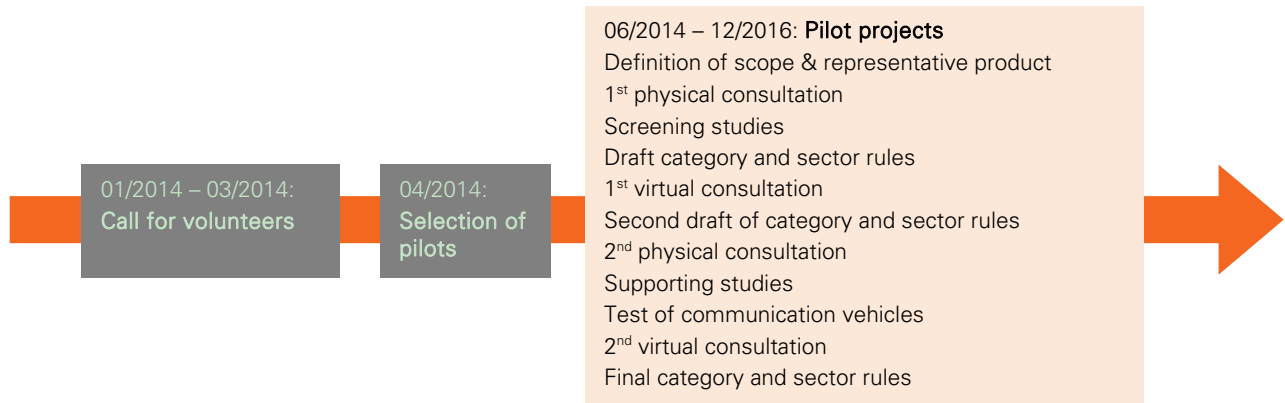 01/2014 – 03/2014:
Call for volunteers
04/2014:
Selection of
pilots
06/2014 – 12/2016: Pilot projects
Definition of scope & representative product
1st physical consultation
Screening studies
Draft category and sector rules
1st virtual consultation
Second draft of category and sector rules
2nd physical consultation
Supporting studies
Test of communication vehicles
2nd virtual consultation
Final category and sector rules